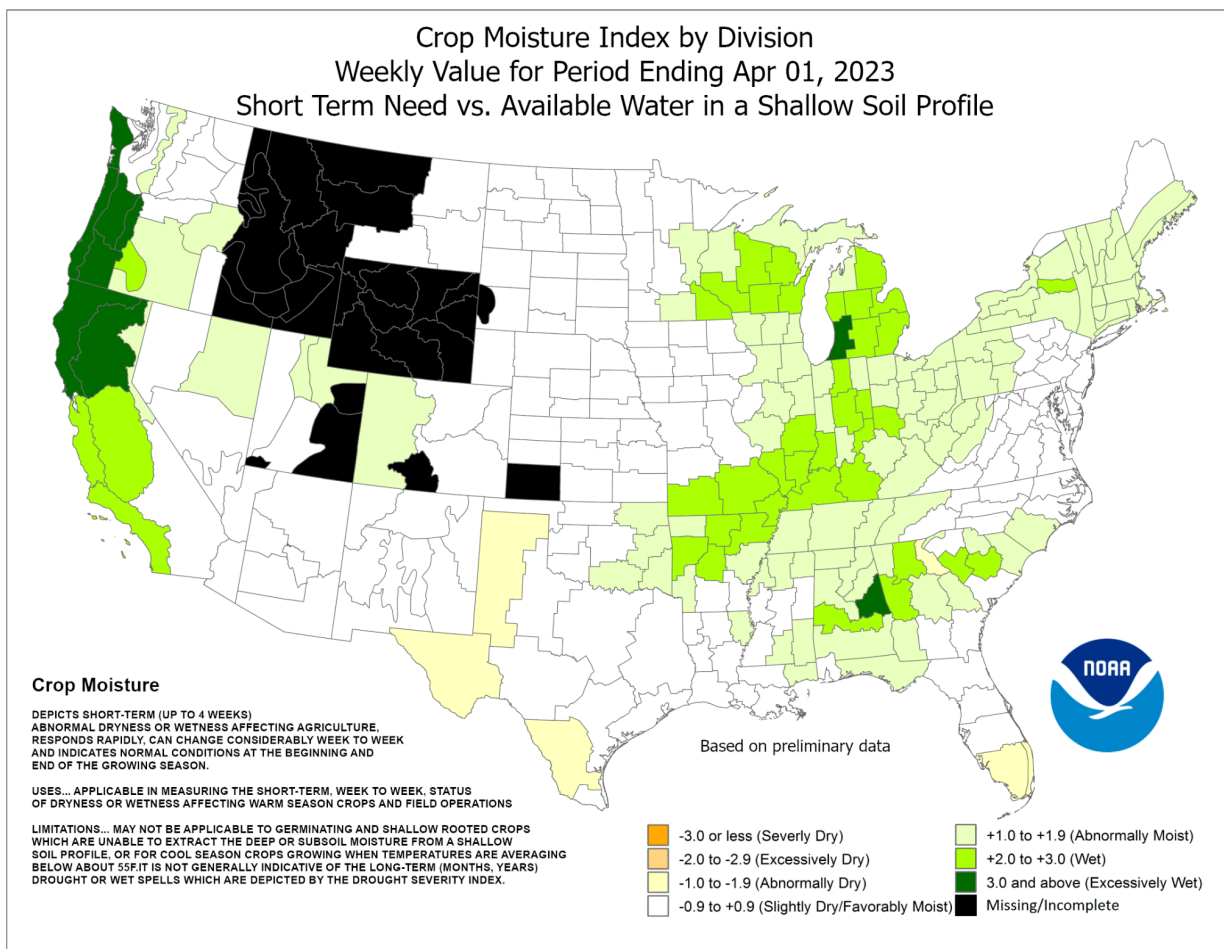 Crop Moisture Index by Division
Weekly Value for Period Ending Apr 01, 2023
Short Term Need vs. Available Water in a Shallow Soil Profile
NOAA
Crop Moisture
DEPICTS SHORT-TERM (UP TO 4 WEEKS)
ABNORMAL DRYNESS OR WETNESS AFFECTING AGRICULTURE,
RESPONDS RAPIDLY, CAN CHANGE CONSIDERABLY WEEK TO WEEK
AND INDICATES NORMAL CONDITIONS AT THE BEGINNING AND
END OF THE GROWING SEASON.
USES... APPLICABLE IN MEASURING THE SHORT-TERM, WEEK TO WEEK, STATUS
OF DRYNESS OR WETNESS AFFECTING WARM SEASON CROPS AND FIELD OPERATIONS
LIMITATIONS... MAY NOT BE APPLICABLE TO GERMINATING AND SHALLOW ROOTED CROPS
WHICH ARE UNABLE TO EXTRACT THE DEEP OR SUBSOIL MOISTURE FROM A SHALLOW
SOIL PROFILE, OR FOR COOL SEASON CROPS GROWING WHEN TEMPERATURES ARE AVERAGING
BELOW ABOUT 55F.IT IS NOT GENERALLY INDICATIVE OF THE LONG-TERM (MONTHS, YEARS)
DROUGHT OR WET SPELLS WHICH ARE DEPICTED BY THE DROUGHT SEVERITY INDEX.
Based on preliminary data
-3.0 or less (Severly Dry)
-2.0 to -2.9 (Excessively Dry)
-1.0 to -1.9 (Abnormally Dry)
-0.9 to +0.9 (Slightly Dry/Favorably Moist)
+1.0 to +1.9 (Abnormally Moist)
+2.0 to +3.0 (Wet)
3.0 and above (Excessively Wet)
Missing/Incomplete